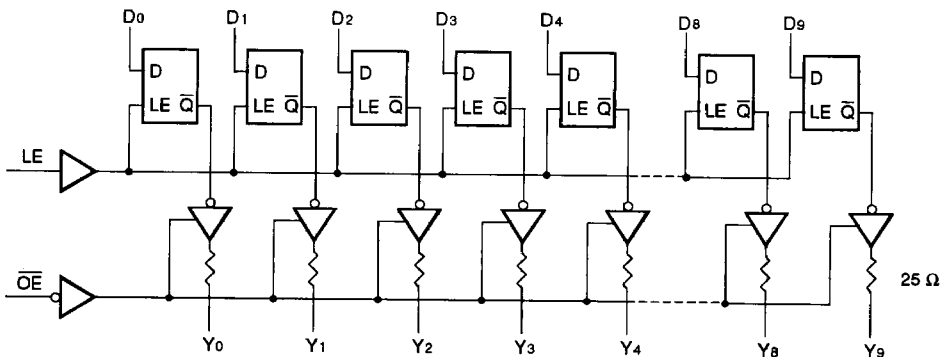 D0 D1 D2 D3 D4 D8 D9
D D D D D D D
LE Q̅ LE Q̅ LE Q̅ LE Q̅ LE Q̅ LE Q̅ LE Q̅
LE
O̅E̅
25 Ω
Y0 Y1 Y2 Y3 Y4 Y8 Y9